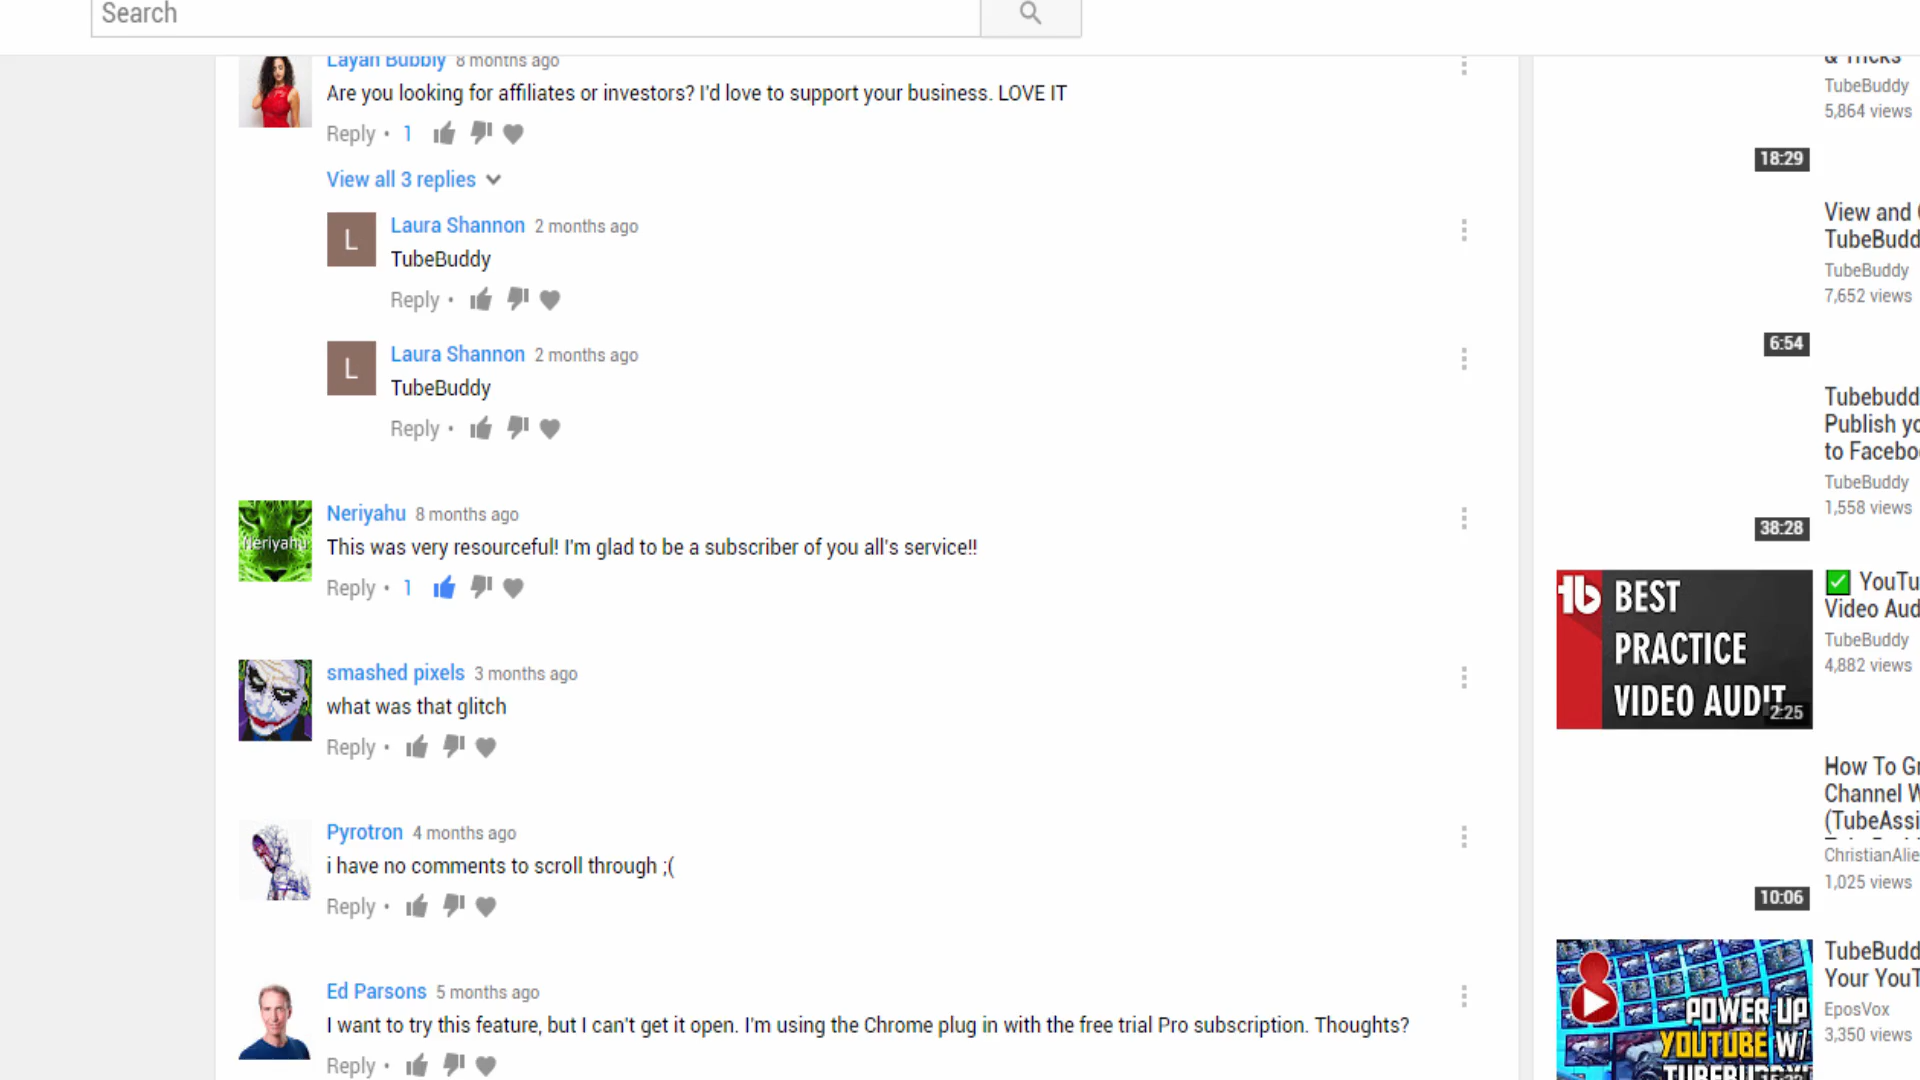 Search
Layan Bubbly 8 months ago
Are you looking for affiliates or investors? I'd love to support your business. LOVE IT
Reply • 1
View all 3 replies
L
Laura Shannon 2 months ago
TubeBuddy
Reply •
L
Laura Shannon 2 months ago
TubeBuddy
Reply •
Neriyahu
Neriyahu 8 months ago
This was very resourceful! I'm glad to be a subscriber of you all's service!!
Reply • 1
smashed pixels 3 months ago
what was that glitch
Reply •
Pyrotron 4 months ago
i have no comments to scroll through ;(
Reply •
Ed Parsons 5 months ago
I want to try this feature, but I can't get it open. I'm using the Chrome plug in with the free trial Pro subscription. Thoughts?
Reply •
& Tricks
TubeBuddy
5,864 views
18:29
View and
TubeBudd
TubeBuddy
7,652 views
6:54
Tubebudd
Publish yo
to Facebo
TubeBuddy
1,558 views
38:28
tb BEST
PRACTICE
VIDEO AUDIT
2:25
YouTu
Video Aud
TubeBuddy
4,882 views
How To Gr
Channel W
(TubeAssi
ChristianAlie
1,025 views
10:06
POWER UP
YOUTUBE W/
TUBEBUDDY!
TubeBudd
Your YouT
EposVox
3,350 views